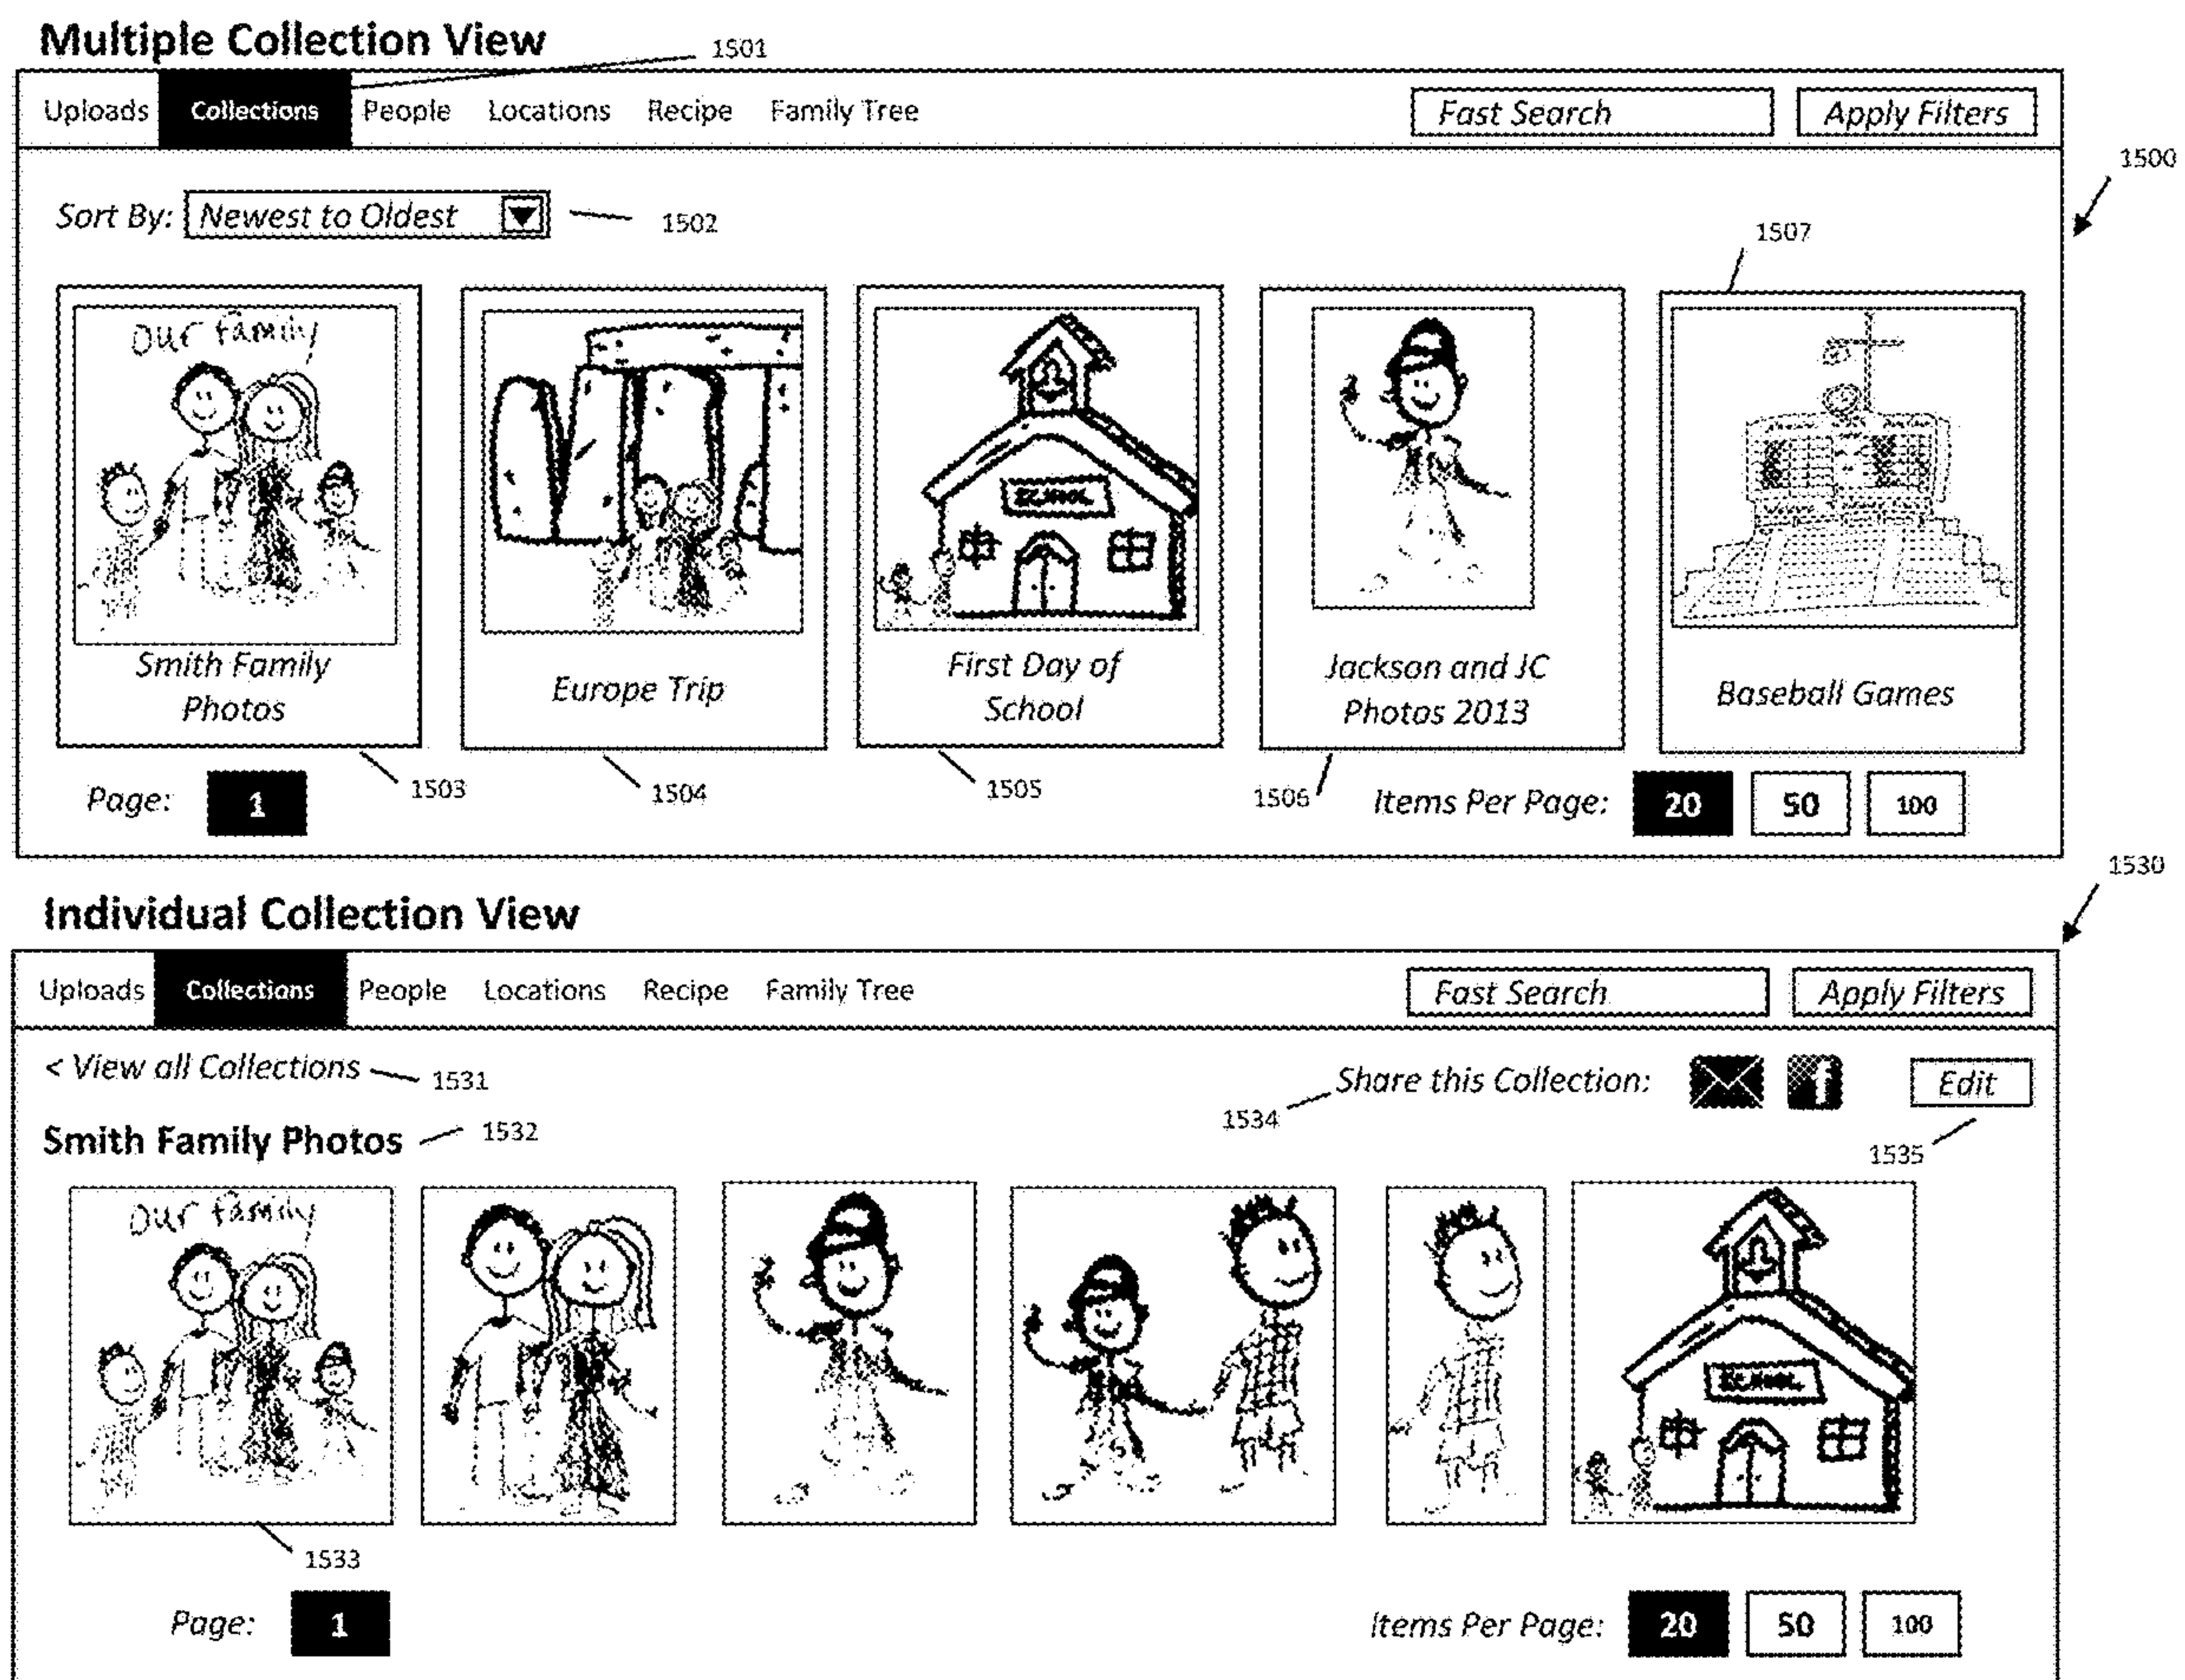 Multiple Collection View
1501
Uploads Collections People Locations Recipe Family Tree Fast Search Apply Filters
1500
Sort By: Newest to Oldest 1502
1507
Our family
SCHOOL
Smith Family Photos
Europe Trip
First Day of School
Jackson and JC Photos 2013
Baseball Games
1503 1504 1505 1506
Page: 1 Items Per Page: 20 50 100
1530
Individual Collection View
Uploads Collections People Locations Recipe Family Tree Fast Search Apply Filters
< View all Collections 1531 Share this Collection: f Edit
1534
Smith Family Photos 1532
1535
Our family
SCHOOL
1533
Page: 1 Items Per Page: 20 50 100